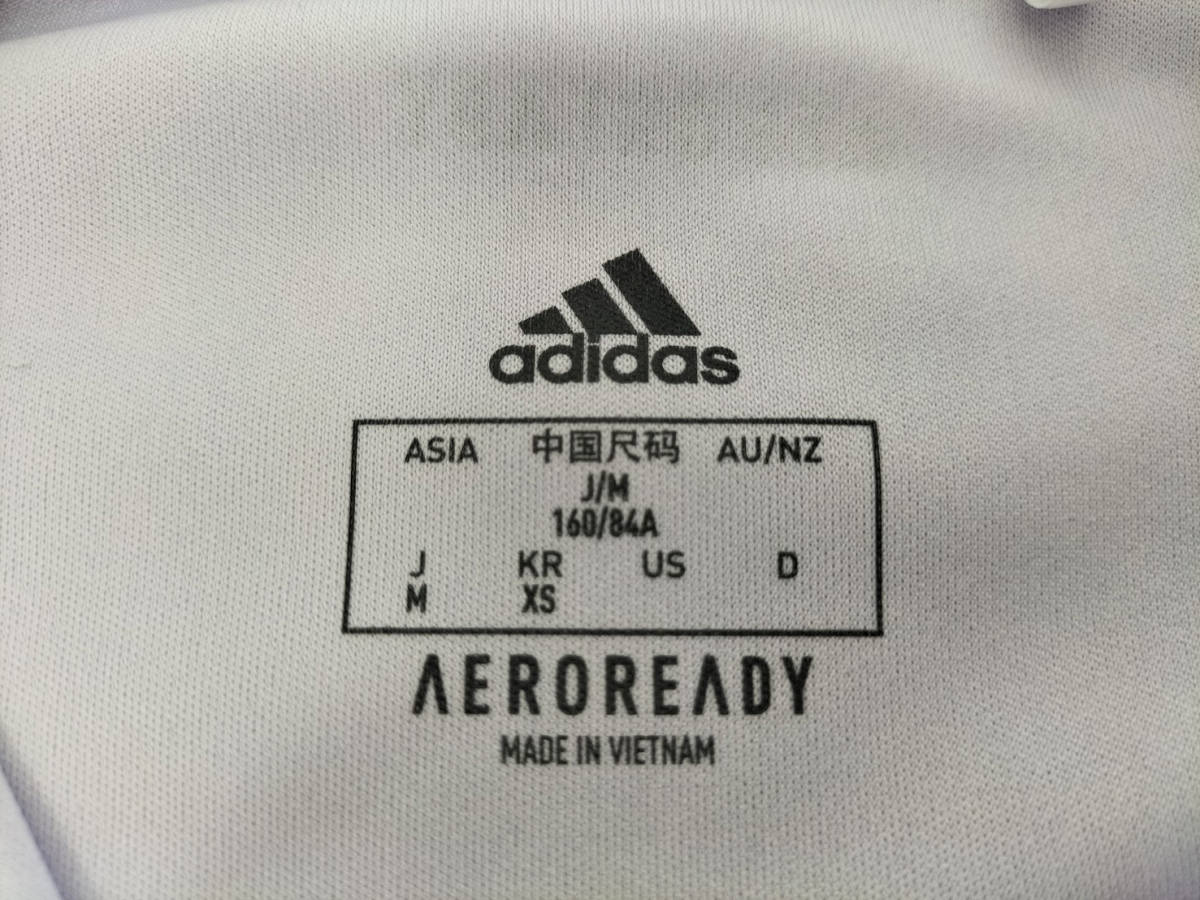 adidas
ASIA 中国尺码 AU/NZ
J/M
160/84A
J KR US D
M XS
AEROREADY
MADE IN VIETNAM